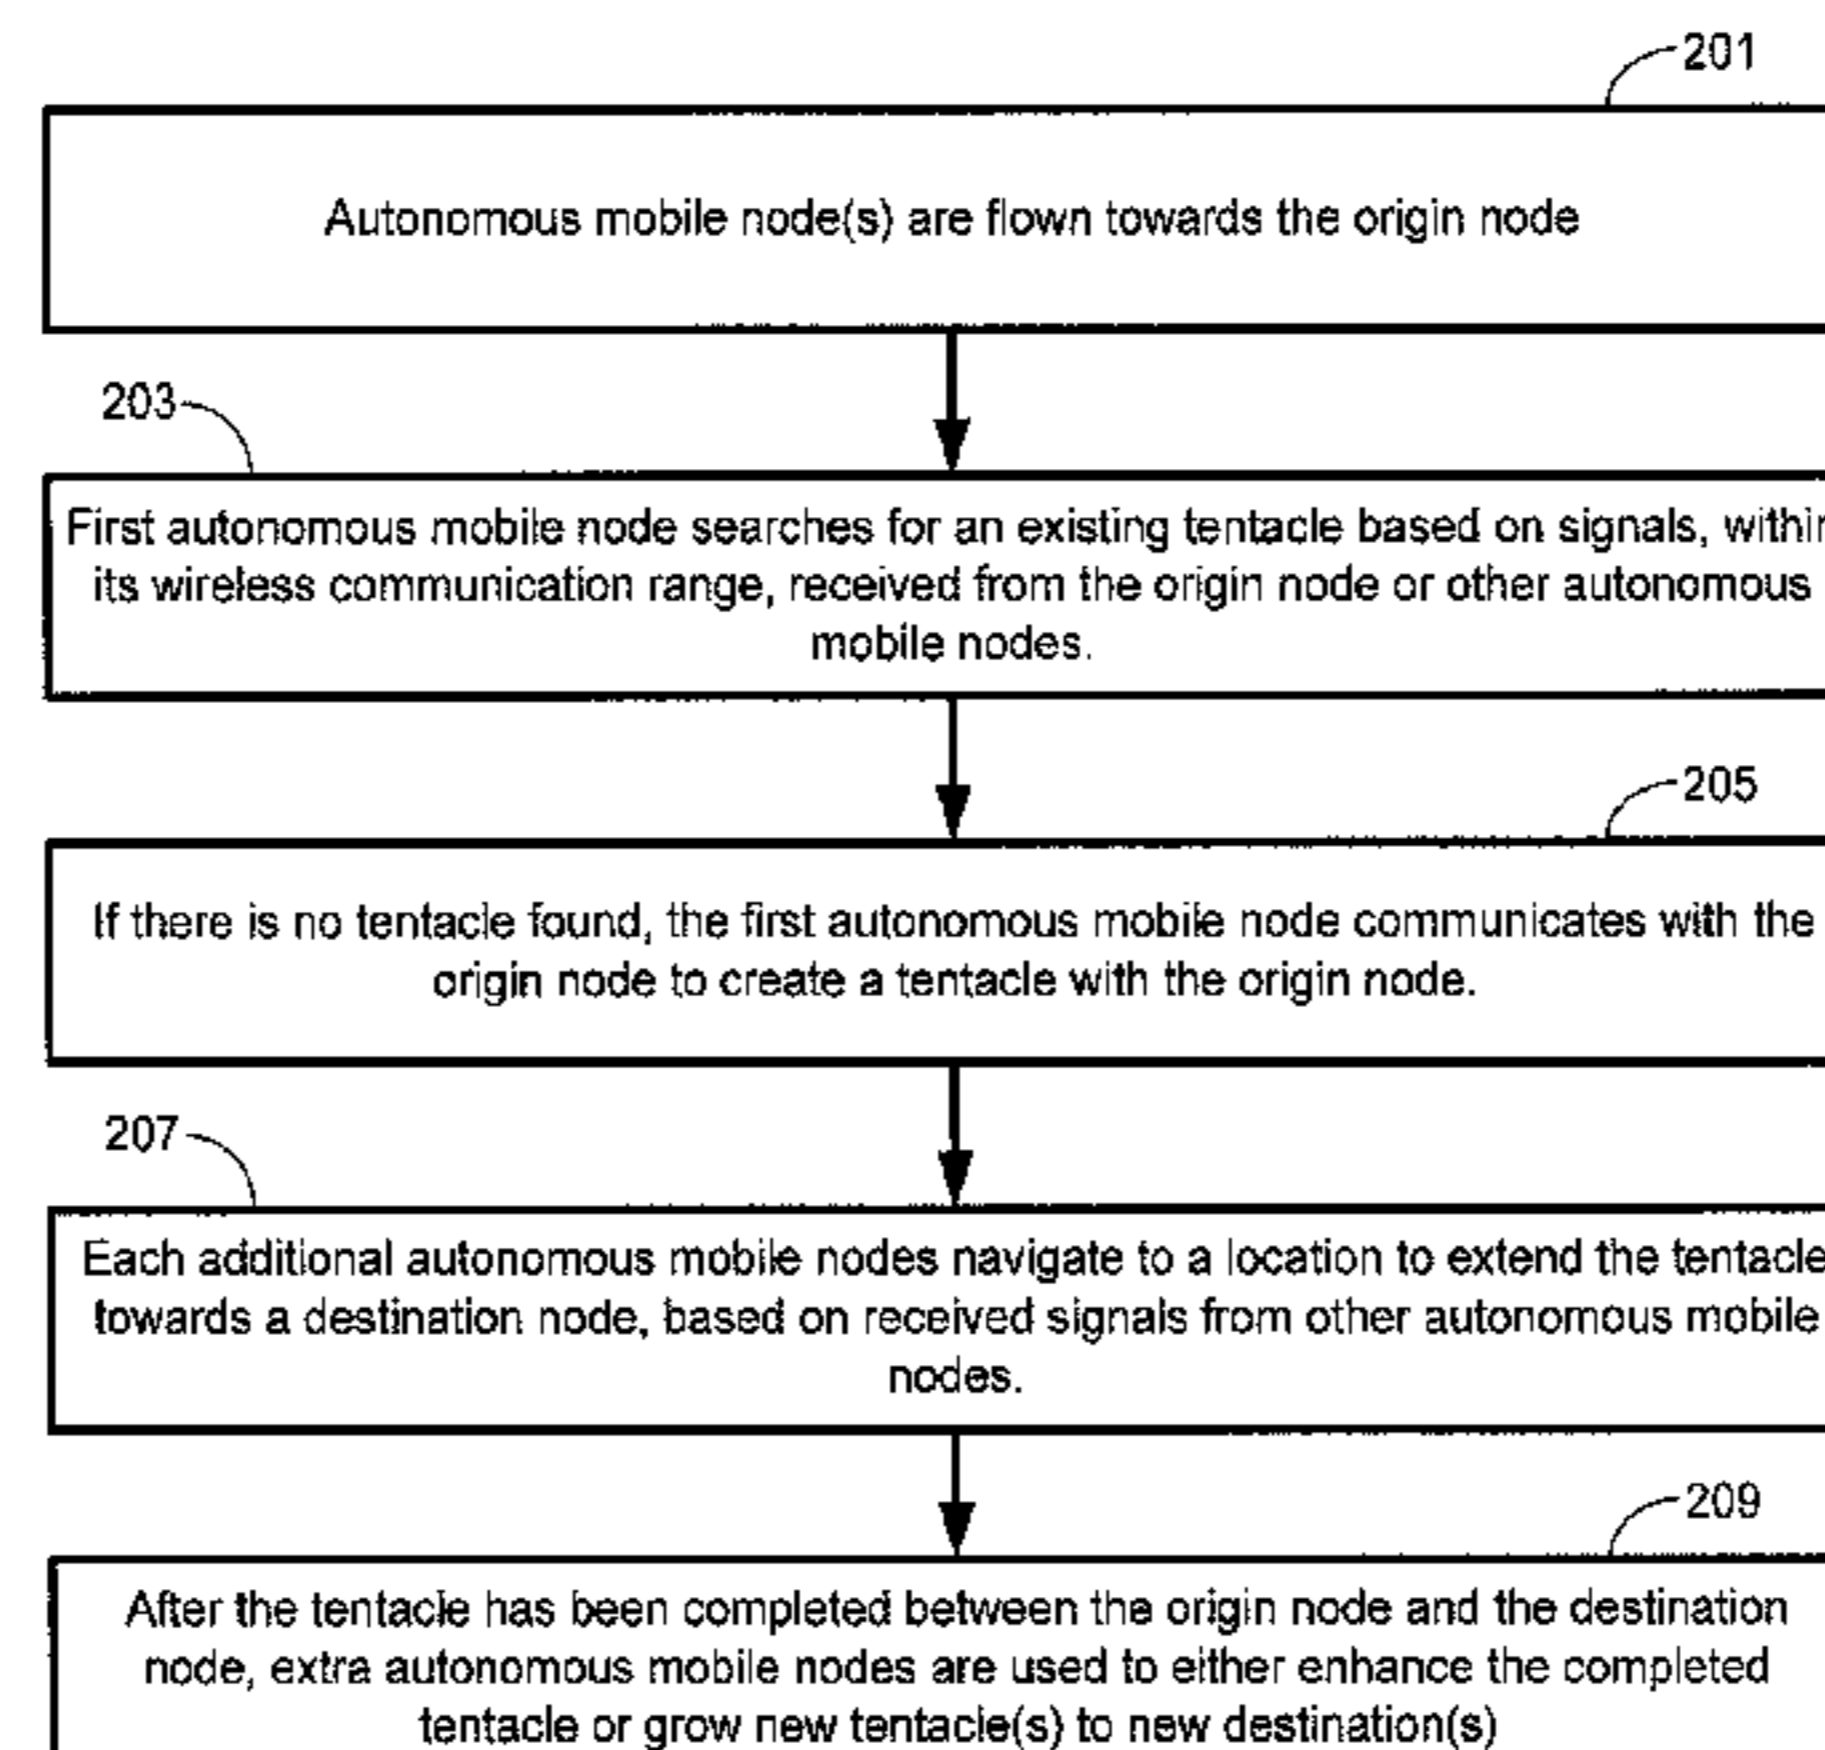 201
Autonomous mobile node(s) are flown towards the origin node
203
First autonomous mobile node searches for an existing tentacle based on signals, within
its wireless communication range, received from the origin node or other autonomous
mobile nodes.
205
If there is no tentacle found, the first autonomous mobile node communicates with the
origin node to create a tentacle with the origin node.
207
Each additional autonomous mobile nodes navigate to a location to extend the tentacle
towards a destination node, based on received signals from other autonomous mobile
nodes.
209
After the tentacle has been completed between the origin node and the destination
node, extra autonomous mobile nodes are used to either enhance the completed
tentacle or grow new tentacle(s) to new destination(s)